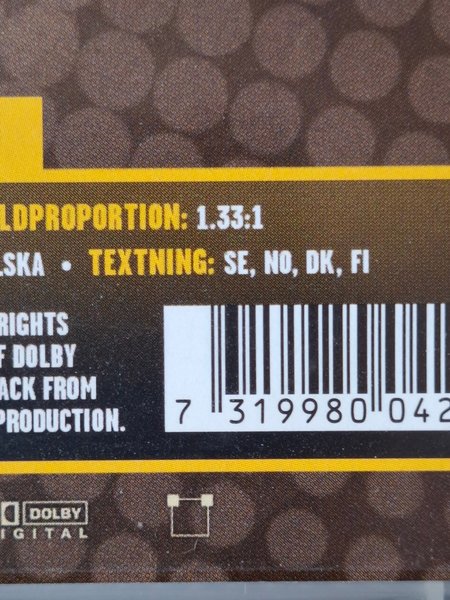 LDPROPORTION: 1.33:1
LSKA • TEXTNING: SE, NO, DK, FI
RIGHTS
F DOLBY
ACK FROM
PRODUCTION.
7 319980 042
DOLBY
IGITAL